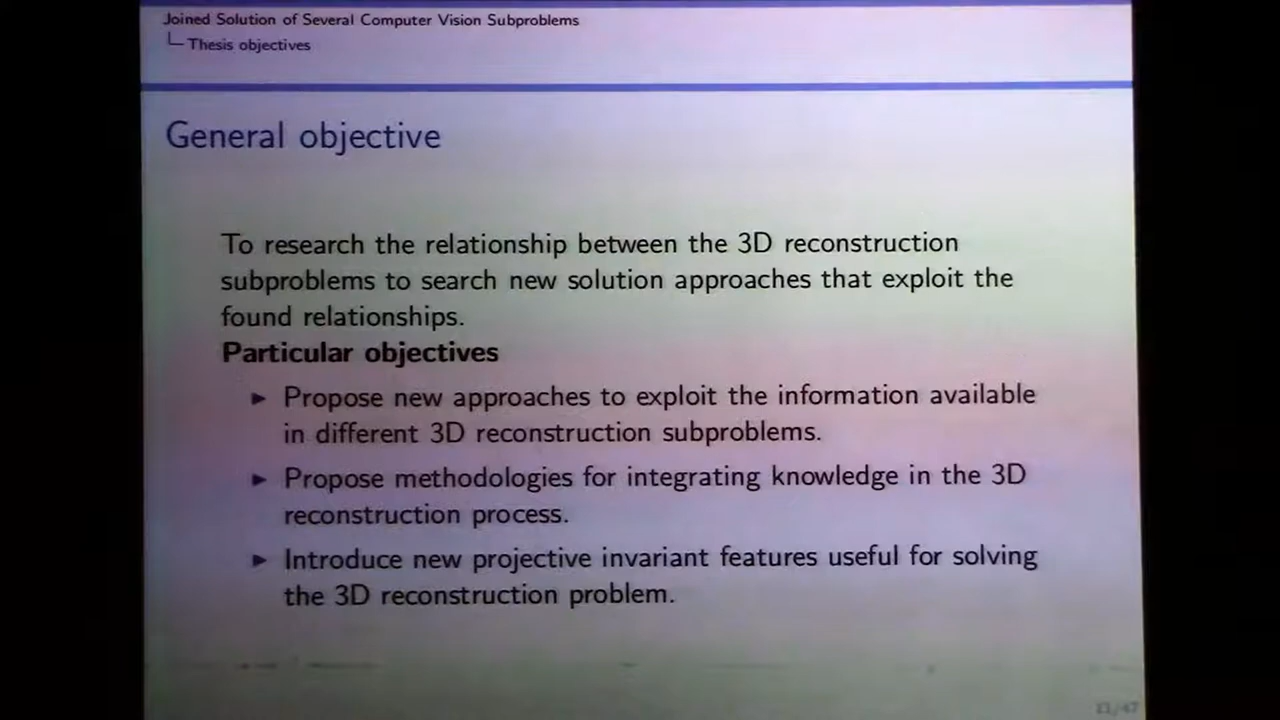 Joined Solution of Several Computer Vision Subproblems
Thesis objectives
General objective
To research the relationship between the 3D reconstruction
subproblems to search new solution approaches that exploit the
found relationships.
Particular objectives
► Propose new approaches to exploit the information available
in different 3D reconstruction subproblems.
► Propose methodologies for integrating knowledge in the 3D
reconstruction process.
► Introduce new projective invariant features useful for solving
the 3D reconstruction problem.